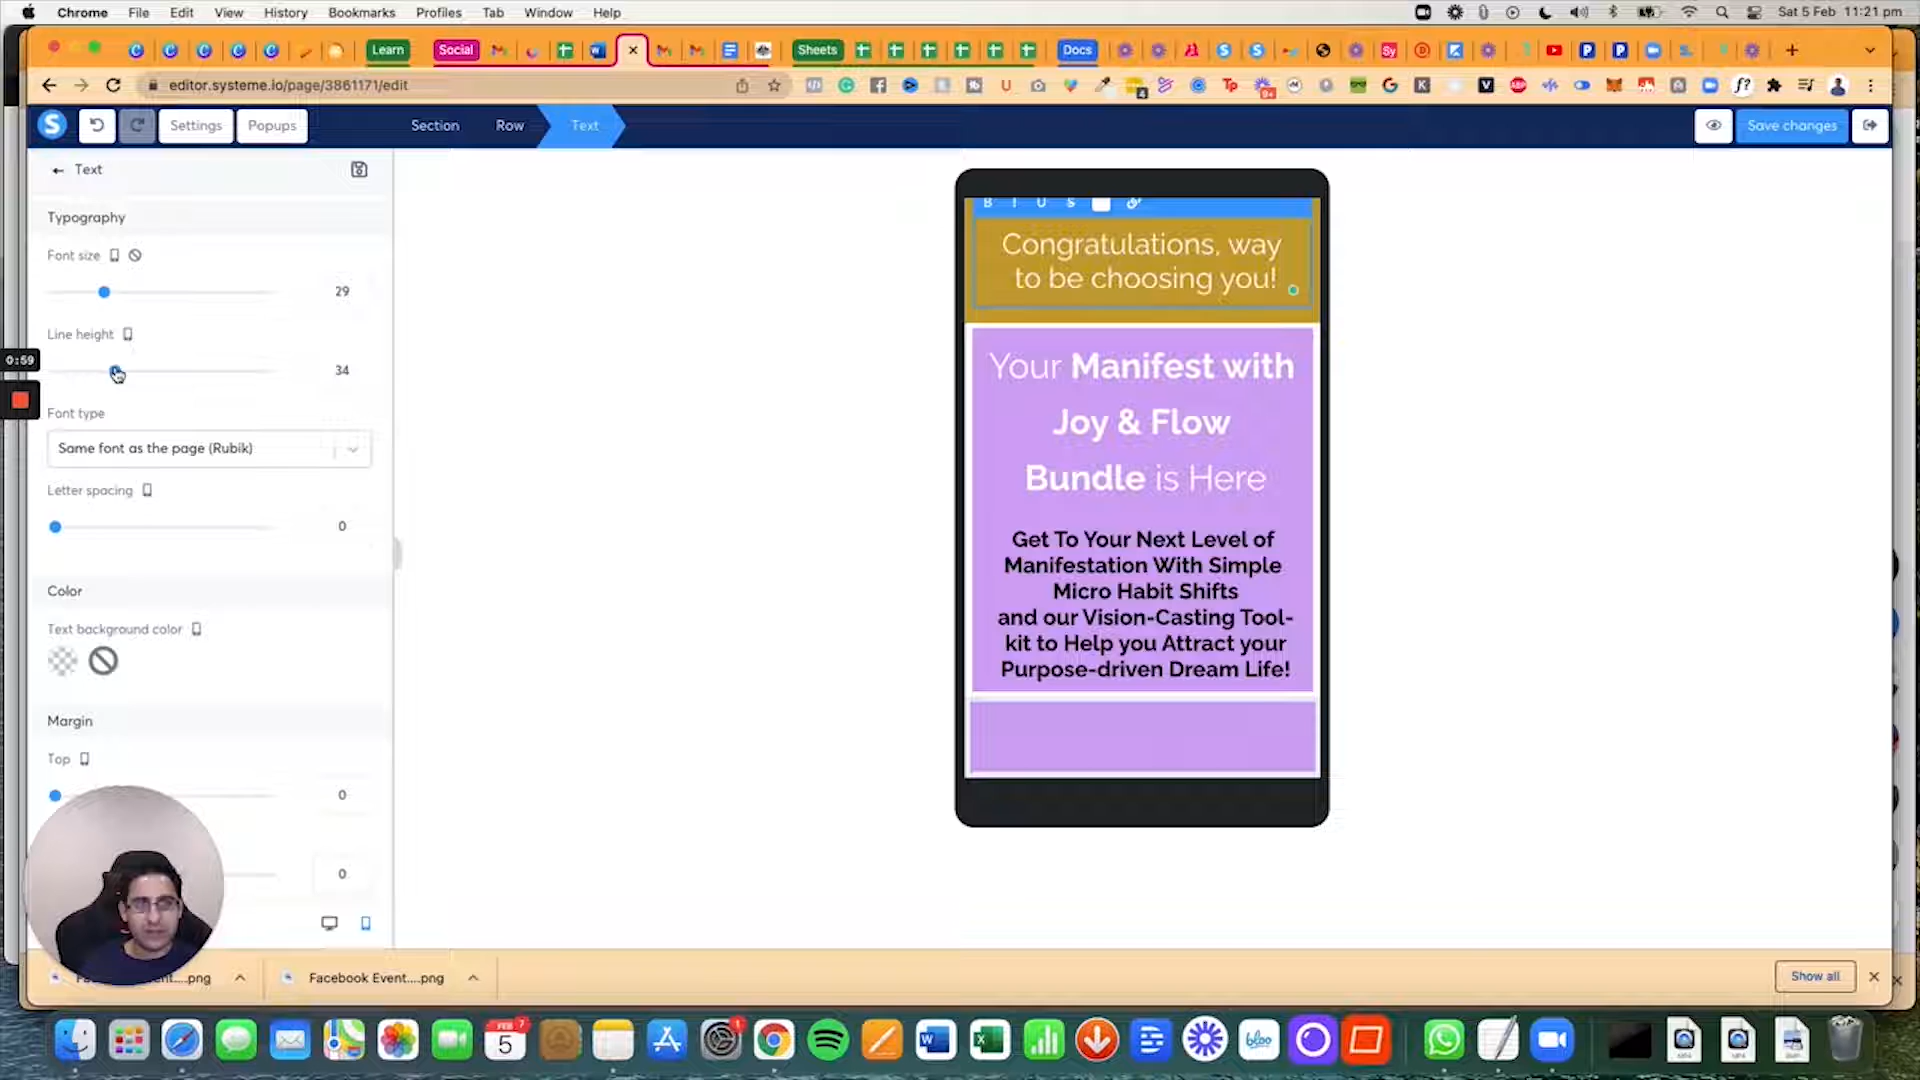 Chrome File Edit View History Bookmarks Profiles Tab Window Help
Sat 5 Feb 11:21 pm
Learn Social Sheets Docs
editor.systeme.io/page/3861171/edit
Settings Popups Section Row Text Save changes
Text
Typography
Font size
29
Line height
34
0:59
Font type
Same font as the page (Rubik)
Letter spacing
0
Color
Text background color
Margin
Top
0
0
B I U S
Congratulations, way
to be choosing you!
Your Manifest with
Joy & Flow
Bundle is Here
Get To Your Next Level of
Manifestation With Simple
Micro Habit Shifts
and our Vision-Casting Tool-
kit to Help you Attract your
Purpose-driven Dream Life!
Facebook Event....png
Show all
FEB
5
bloo